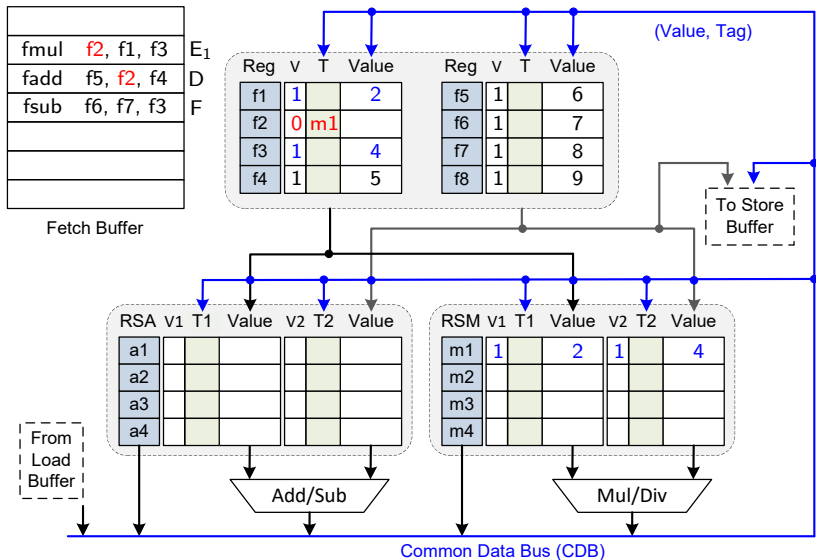 (Value, Tag)
fmul f2, f1, f3 E1
fadd f5, f2, f4 D
fsub f6, f7, f3 F
Fetch Buffer
Reg V T Value
f1 1 2
f2 0 m1
f3 1 4
f4 1 5
Reg V T Value
f5 1 6
f6 1 7
f7 1 8
f8 1 9
To Store
Buffer
RSA V1 T1 Value V2 T2 Value
a1
a2
a3
a4
RSM V1 T1 Value V2 T2 Value
m1 1 2 1 4
m2
m3
m4
From
Load
Buffer
Add/Sub
Mul/Div
Common Data Bus (CDB)